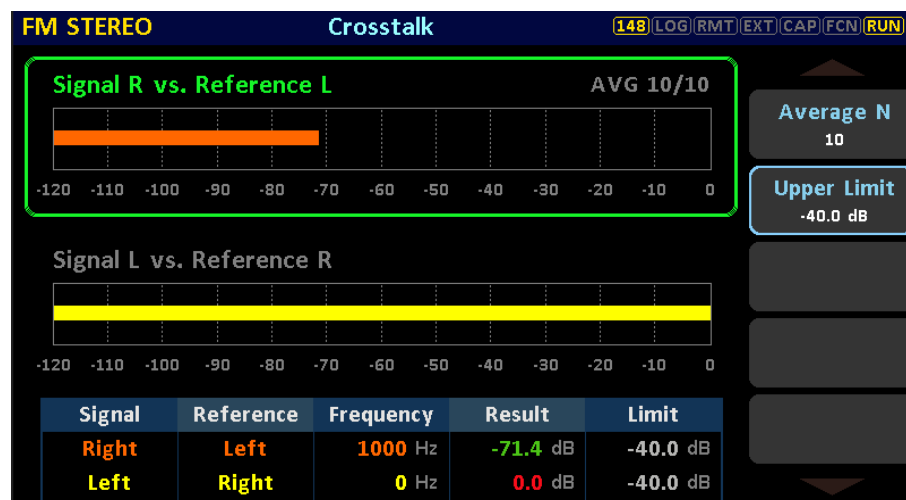 FM STEREO Crosstalk 148 LOG RMT EXT CAP FCN RUN
Signal R vs. Reference L AVG 10/10
-120 -110 -100 -90 -80 -70 -60 -50 -40 -30 -20 -10 0
Signal L vs. Reference R
-120 -110 -100 -90 -80 -70 -60 -50 -40 -30 -20 -10 0
Signal Reference Frequency Result Limit
Right Left 1000 Hz -71.4 dB -40.0 dB
Left Right 0 Hz 0.0 dB -40.0 dB
Average N
10
Upper Limit
-40.0 dB